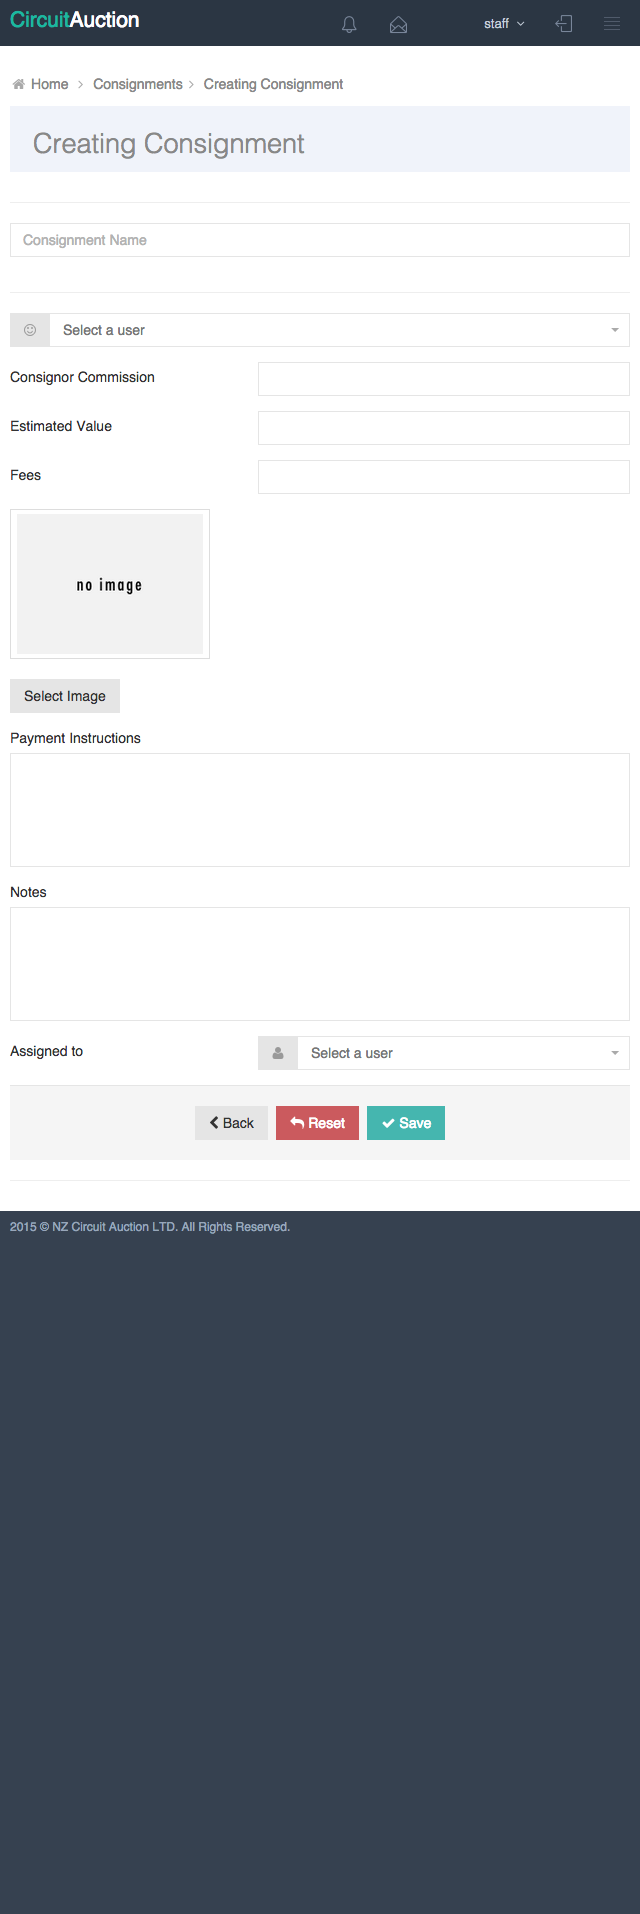 CircuitAuction
staff
Home > Consignments > Creating Consignment
Creating Consignment
Consignment Name
Select a user
Consignor Commission
Estimated Value
Fees
no image
Select Image
Payment Instructions
Notes
Assigned to
Select a user
Back
Reset
Save
2015 © NZ Circuit Auction LTD. All Rights Reserved.